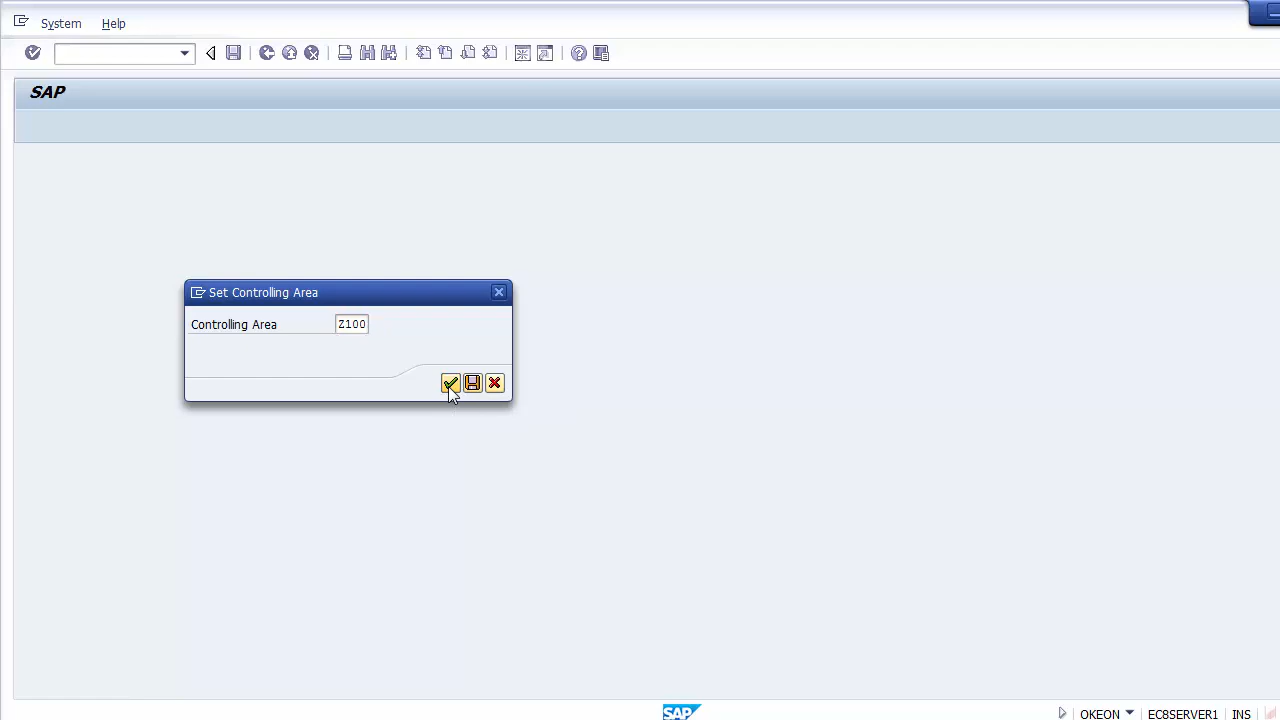 System Help
SAP
Set Controlling Area
Controlling Area Z100
SAP
OKEON EC8SERVER1 INS